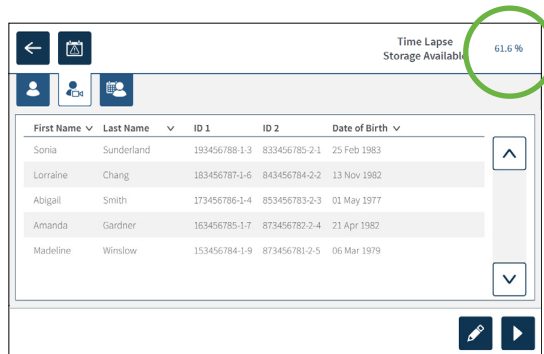 Time Lapse
Storage Available 61.6 %
First Name Last Name ID 1 ID 2 Date of Birth
Sonia Sunderland 193456788-1-3 833456785-2-1 25 Feb 1983
Lorraine Chang 183456787-1-6 843456784-2-2 13 Nov 1982
Abigail Smith 173456786-1-4 853456783-2-3 01 May 1977
Amanda Gardner 163456785-1-7 873456782-2-4 21 Apr 1982
Madeline Winslow 153456784-1-9 873456781-2-5 06 Mar 1979